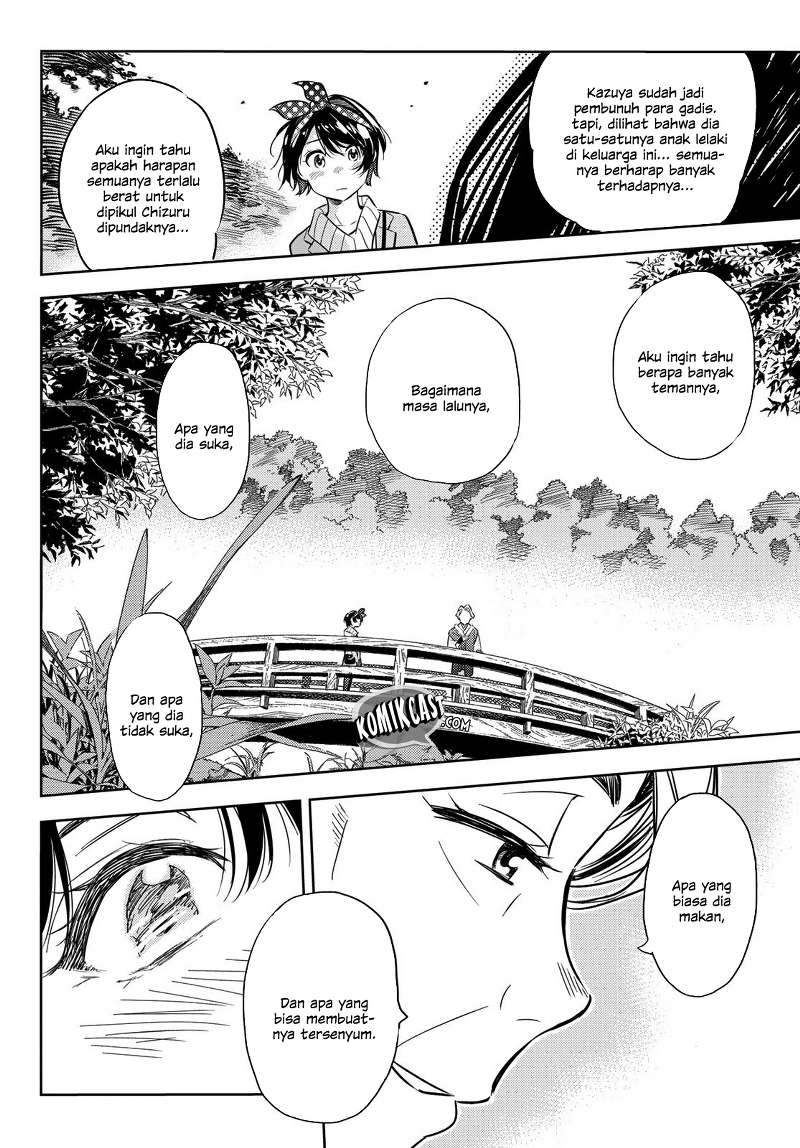 Kazuya sudah jadi
pembunuh para gadis.
tapi, dilihat bahwa dia
satu-satunya anak lelaki
di keluarga ini... semua-
nya berharap banyak
terhadapnya...
Aku ingin tahu
apakah harapan
semuanya terlalu
berat untuk
dipikul Chizuru
dipundaknya...
Aku ingin tahu
berapa banyak
temannya,
Bagaimana
masa lalunya,
Apa yang
dia suka,
Dan apa
yang dia
tidak suka,
KOMIKCAST
.COM
Apa yang
biasa dia
makan,
Dan apa yang
bisa membuat-
nya tersenyum.